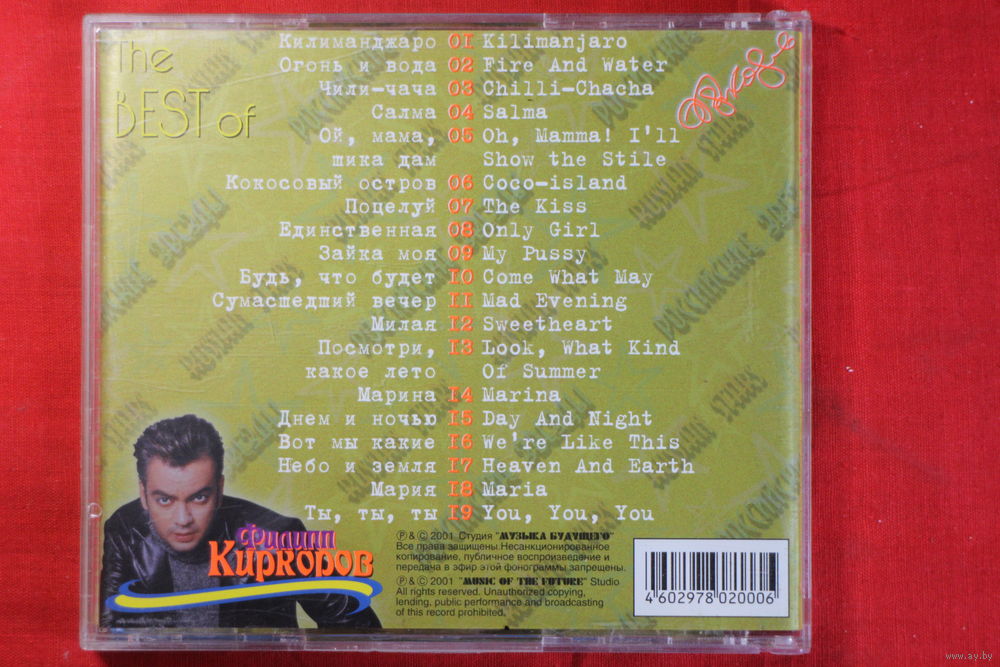 The
BEST of
Килиманджаро 01 Kilimanjaro
Огонь и вода 02 Fire And Water
Чили-чача 03 Chilli-Chacha
Салма 04 Salma
Ой, мама, 05 Oh, Mamma! I'll
шика дам Show the Stile
Кокосовый остров 06 Coco-island
Поцелуй 07 The Kiss
Единственная 08 Only Girl
Зайка моя 09 My Pussy
Будь, что будет 10 Come What May
Сумасшедший вечер 11 Mad Evening
Милая 12 Sweetheart
Посмотри, 13 Look, What Kind
какое лето Of Summer
Марина 14 Marina
Днем и ночью 15 Day And Night
Вот мы какие 16 We're Like This
Небо и земля 17 Heaven And Earth
Мария 18 Maria
Ты, ты, ты 19 You, You, You
Филипп
Киркоров
℗ & © 2001 Студия "МУЗЫКА БУДУЩЕГО"
Все права защищены. Несанкционированное
копирование, публичное воспроизведение и
передача в эфир этой фонограммы запрещены.
℗ & © 2001 "MUSIC OF THE FUTURE" Studio
All rights reserved. Unauthorized copying,
lending, public performance and broadcasting
of this record prohibited.
4 602978 020006
www.ay.by